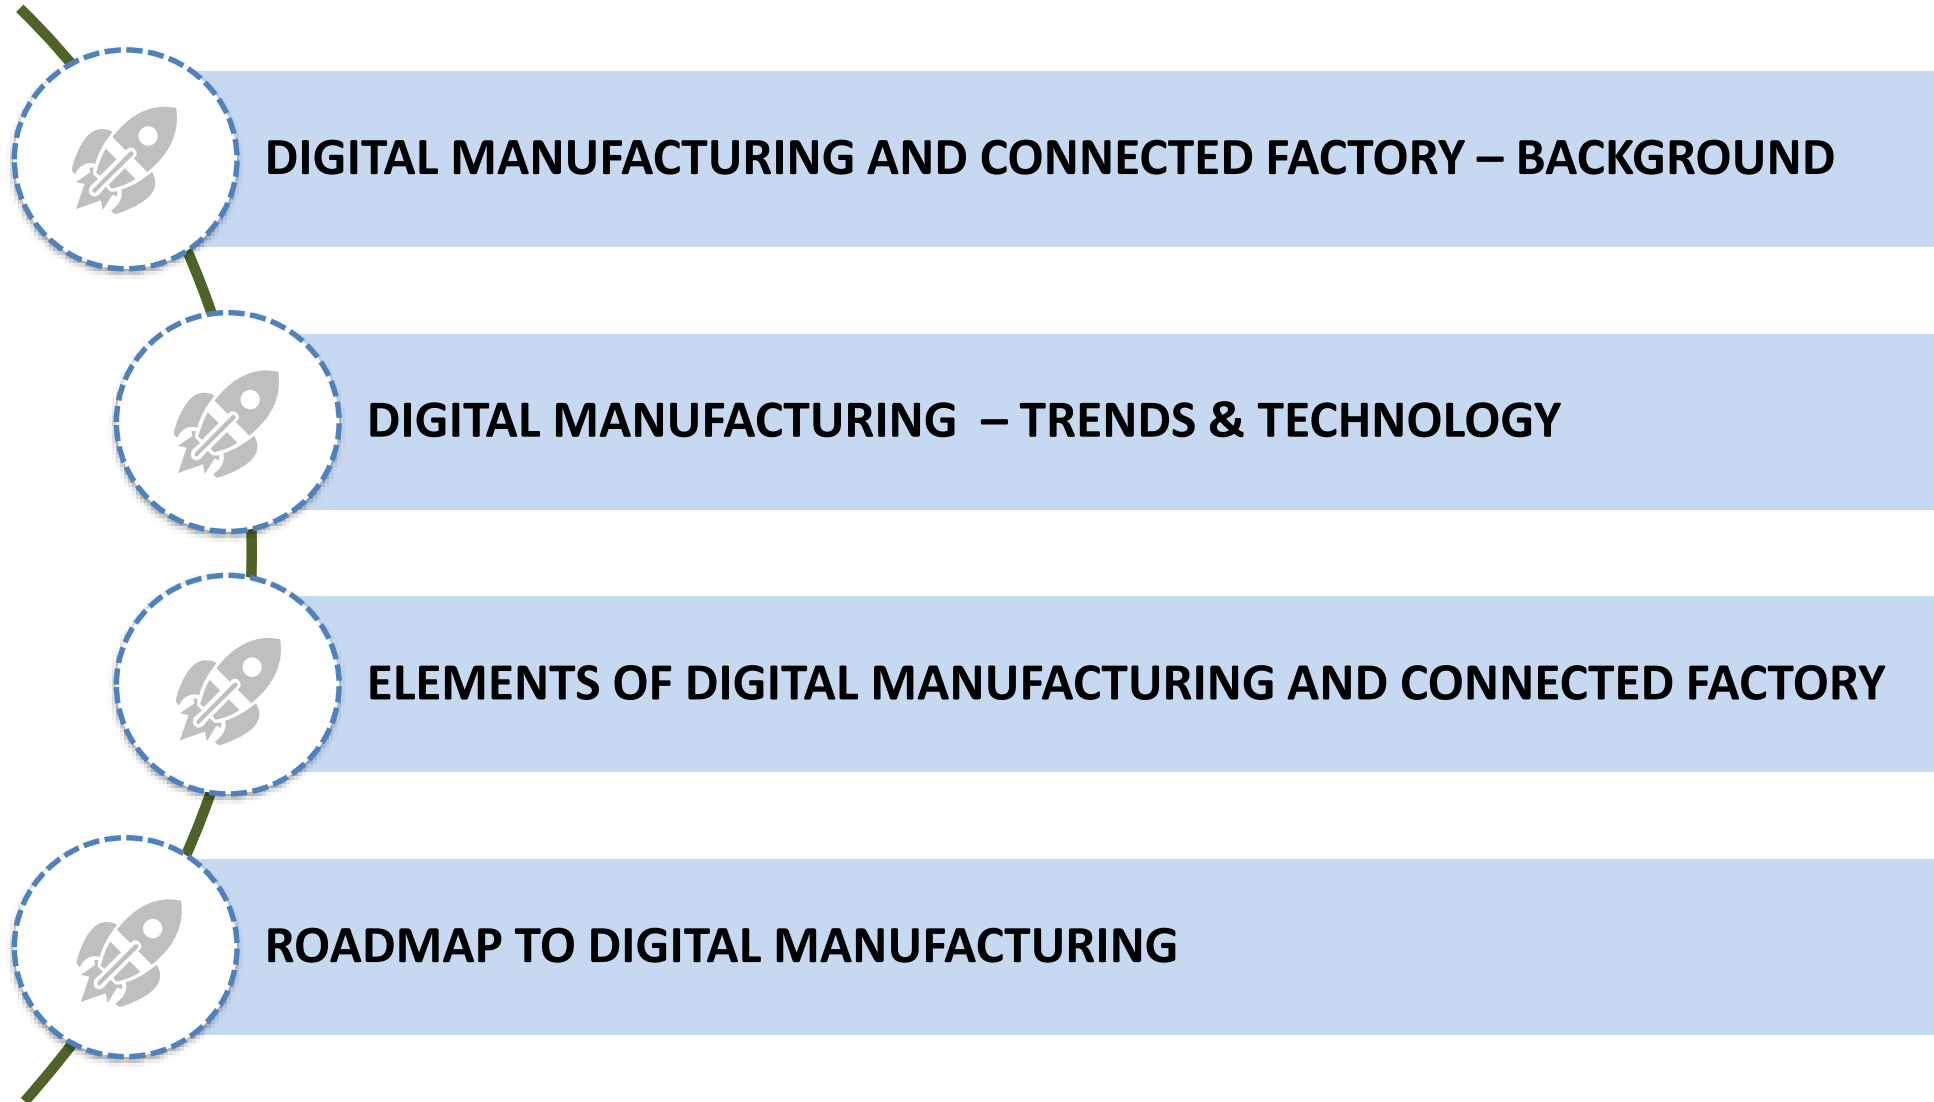 DIGITAL MANUFACTURING AND CONNECTED FACTORY – BACKGROUND
DIGITAL MANUFACTURING  – TRENDS & TECHNOLOGY
ELEMENTS OF DIGITAL MANUFACTURING AND CONNECTED FACTORY
ROADMAP TO DIGITAL MANUFACTURING